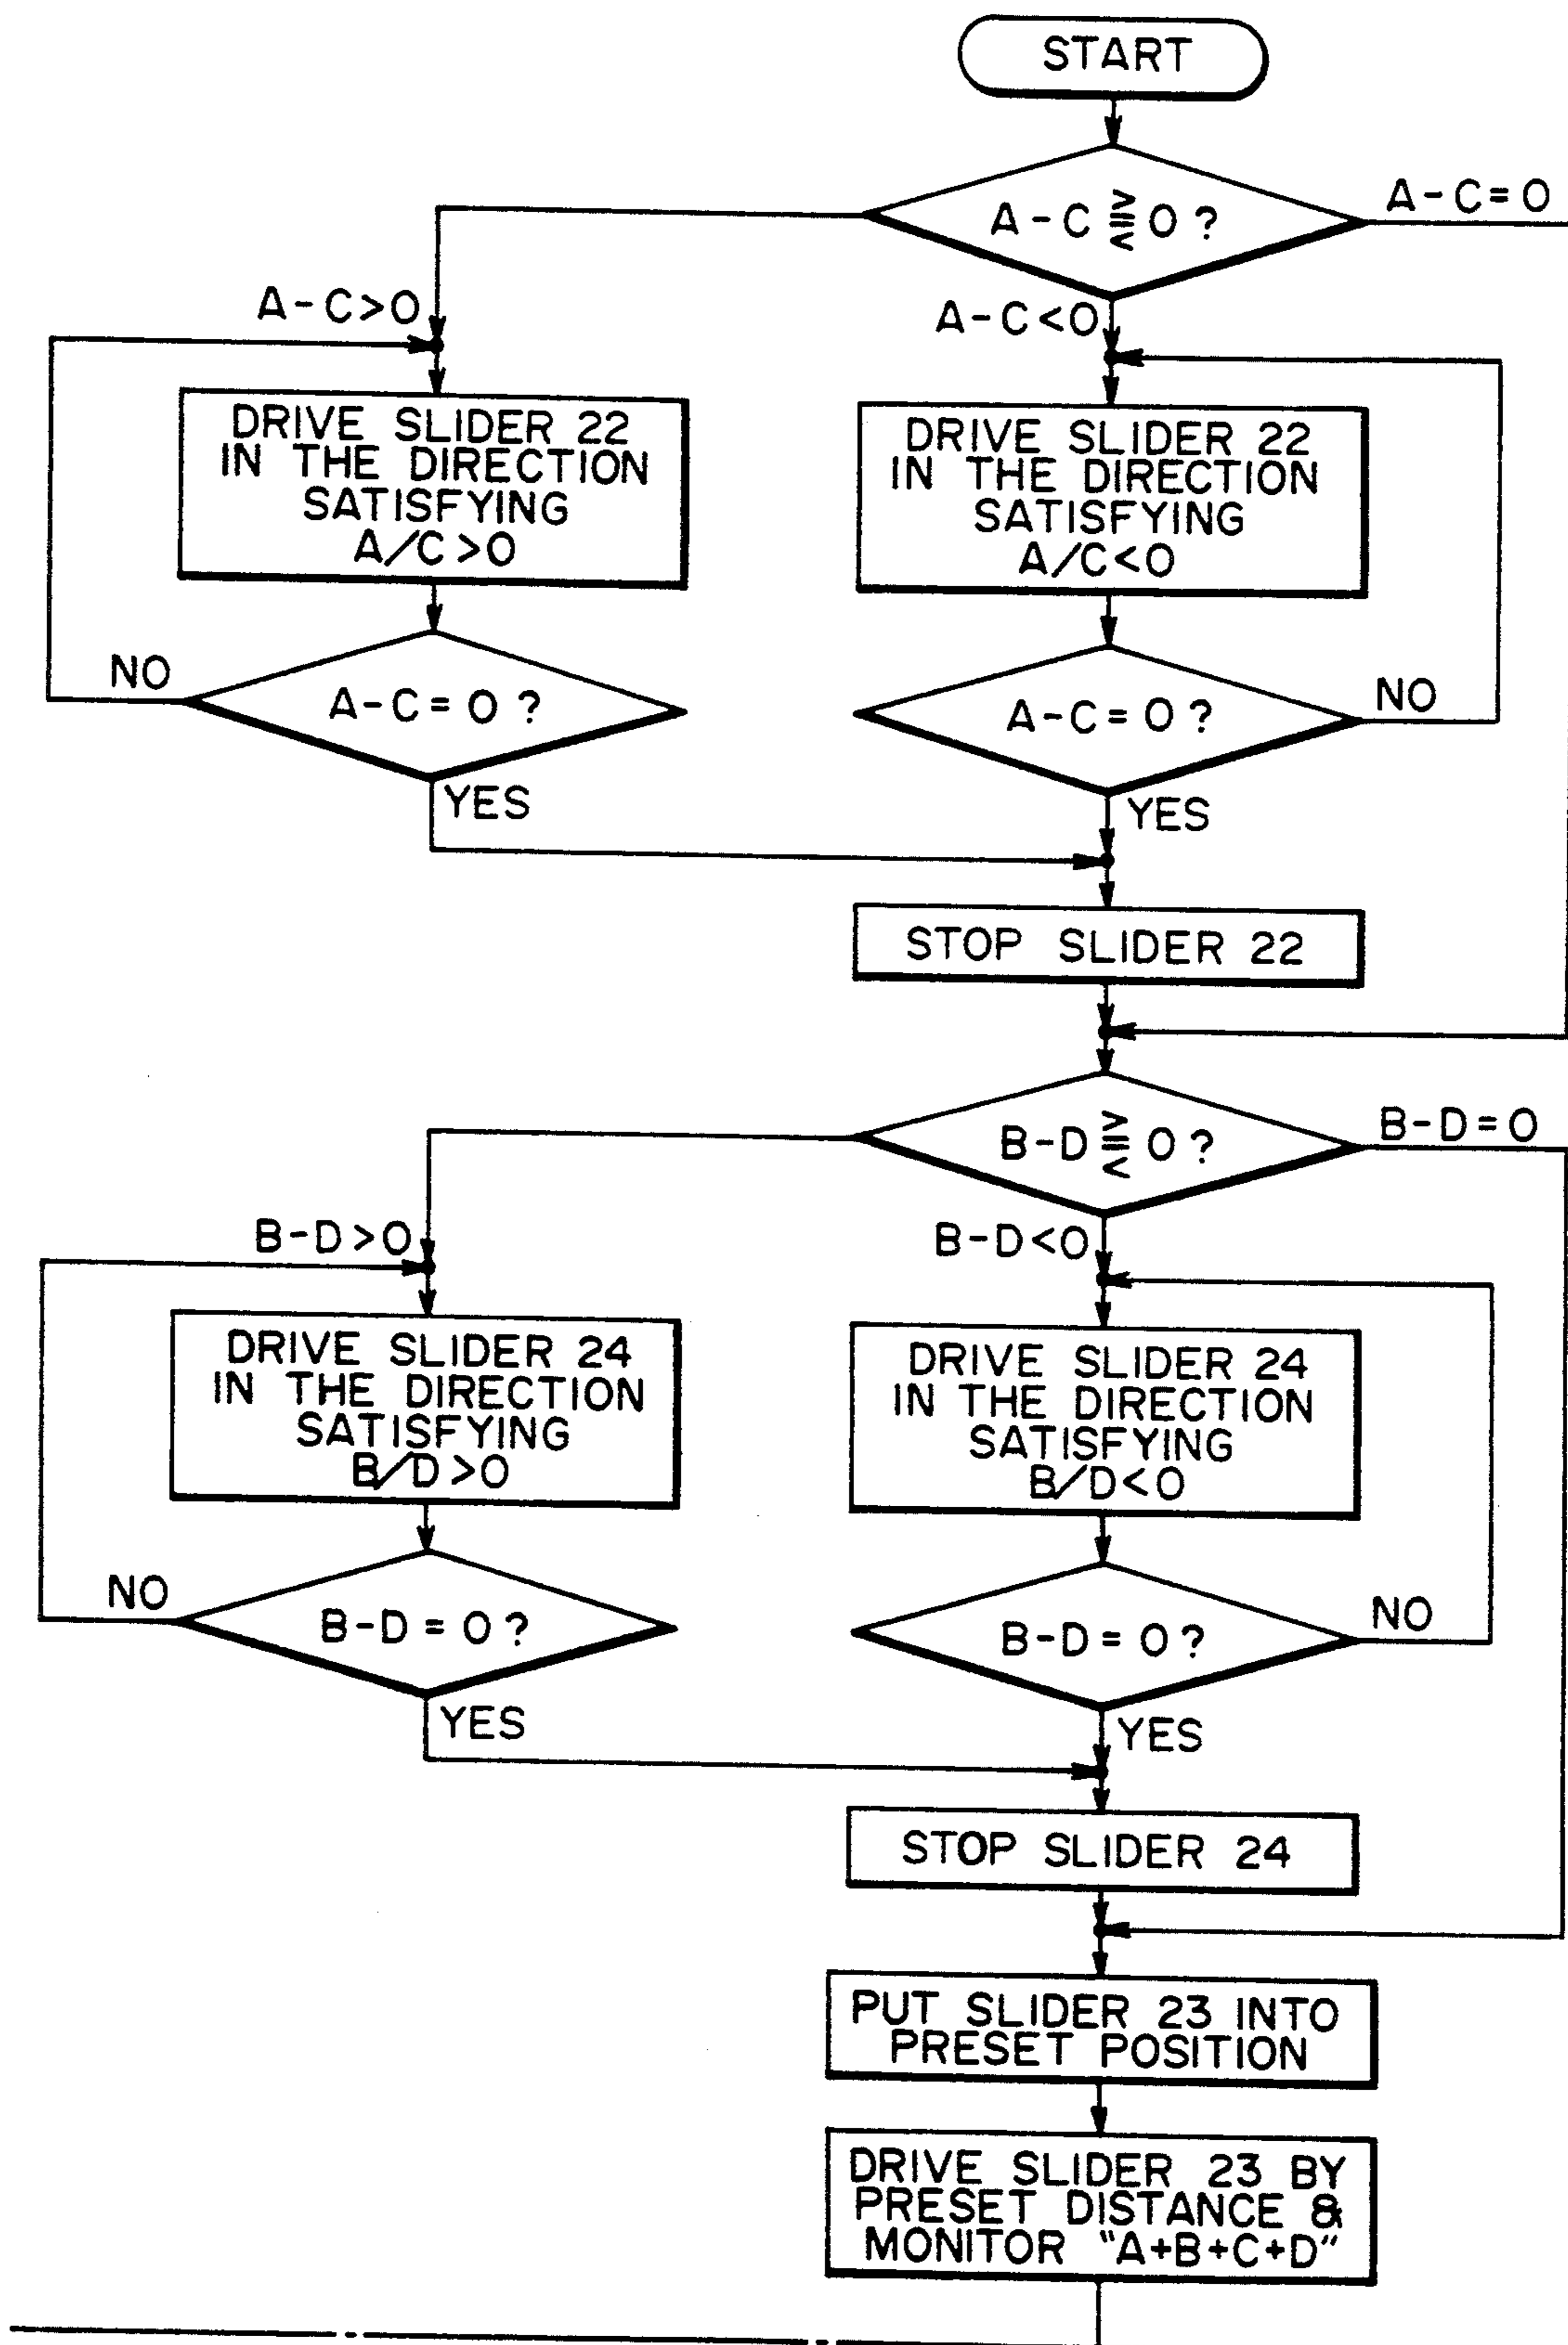 START
A-C ⪌ 0 ?
A-C=0
A-C>0
A-C<0
DRIVE SLIDER 22
IN THE DIRECTION
SATISFYING
A/C>0
DRIVE SLIDER 22
IN THE DIRECTION
SATISFYING
A/C<0
NO
A-C=0 ?
A-C=0 ?
NO
YES
YES
STOP SLIDER 22
B-D ⪌ 0 ?
B-D=0
B-D>0
B-D<0
DRIVE SLIDER 24
IN THE DIRECTION
SATISFYING
B/D>0
DRIVE SLIDER 24
IN THE DIRECTION
SATISFYING
B/D<0
NO
B-D=0 ?
B-D=0 ?
NO
YES
YES
STOP SLIDER 24
PUT SLIDER 23 INTO
PRESET POSITION
DRIVE SLIDER 23 BY
PRESET DISTANCE &
MONITOR "A+B+C+D"